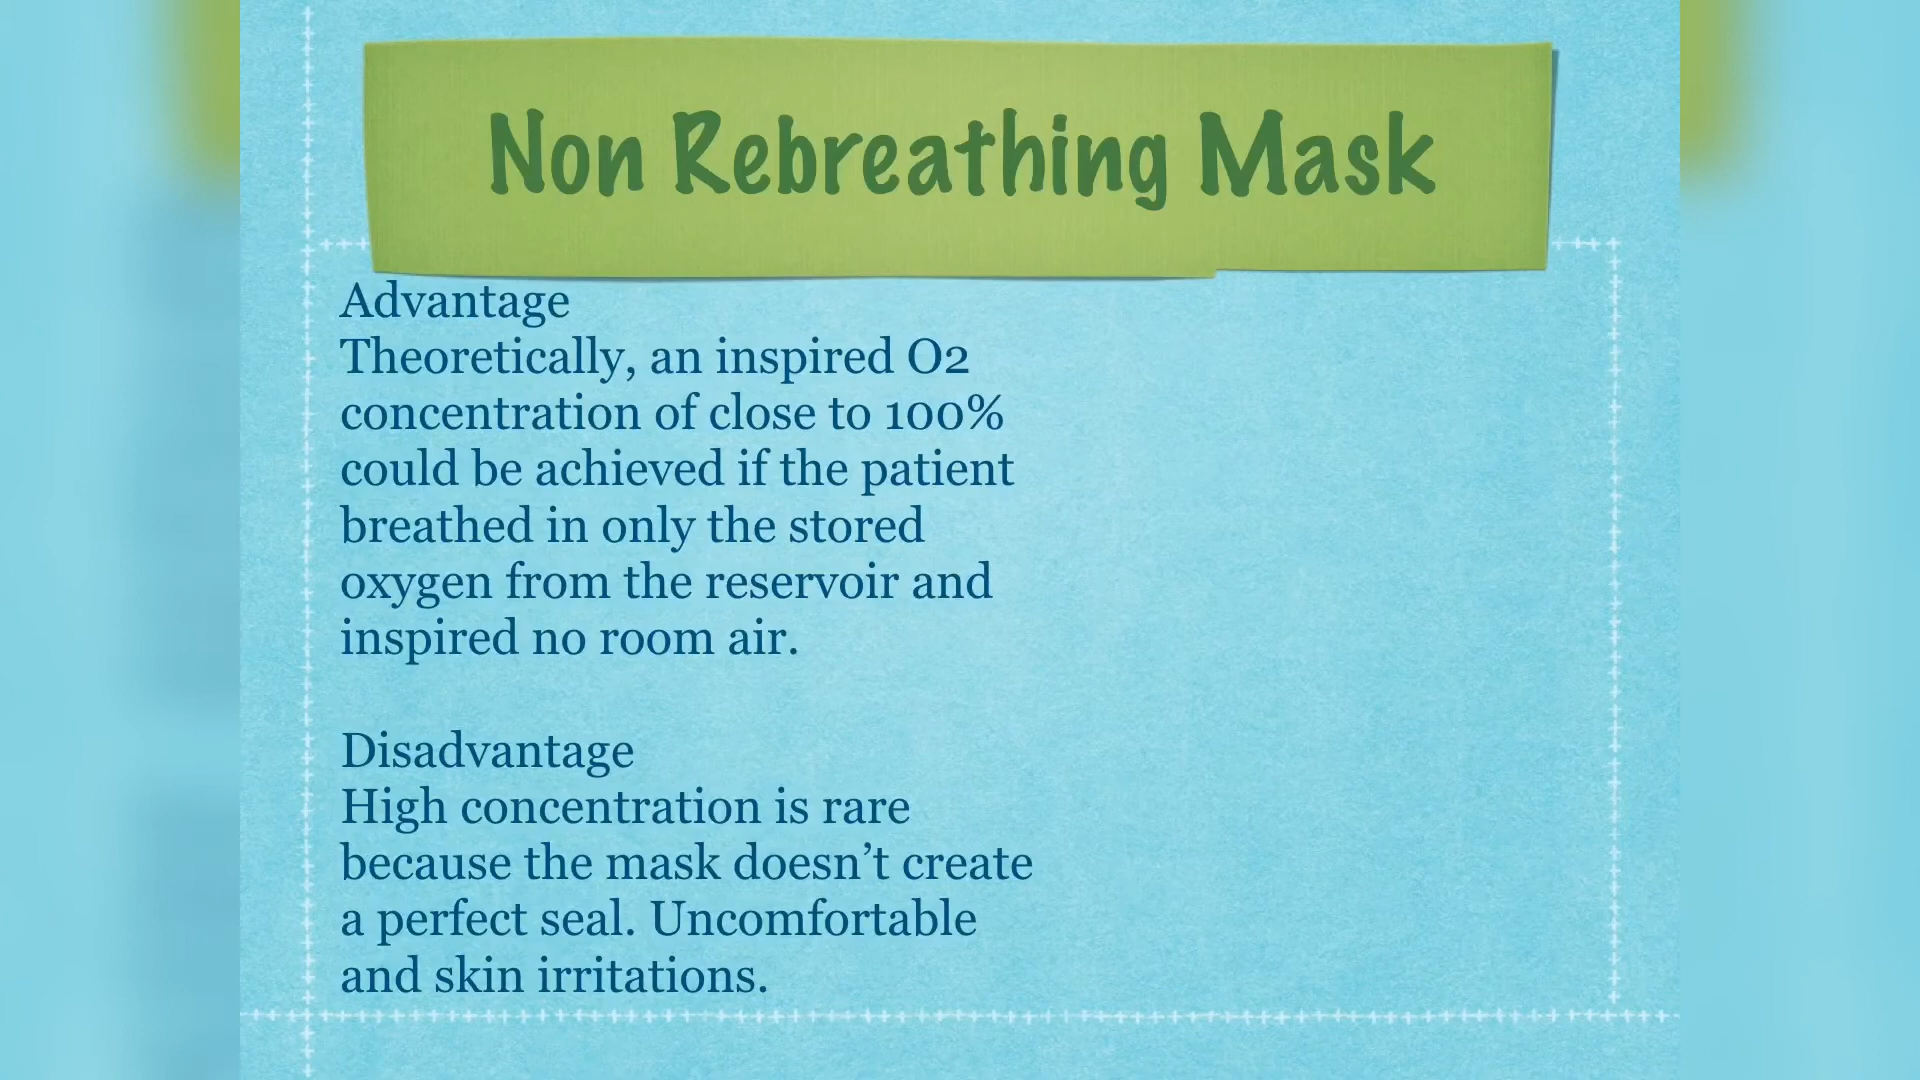 Non Rebreathing Mask
Advantage
Theoretically, an inspired O2
concentration of close to 100%
could be achieved if the patient
breathed in only the stored
oxygen from the reservoir and
inspired no room air.
Disadvantage
High concentration is rare
because the mask doesn’t create
a perfect seal. Uncomfortable
and skin irritations.